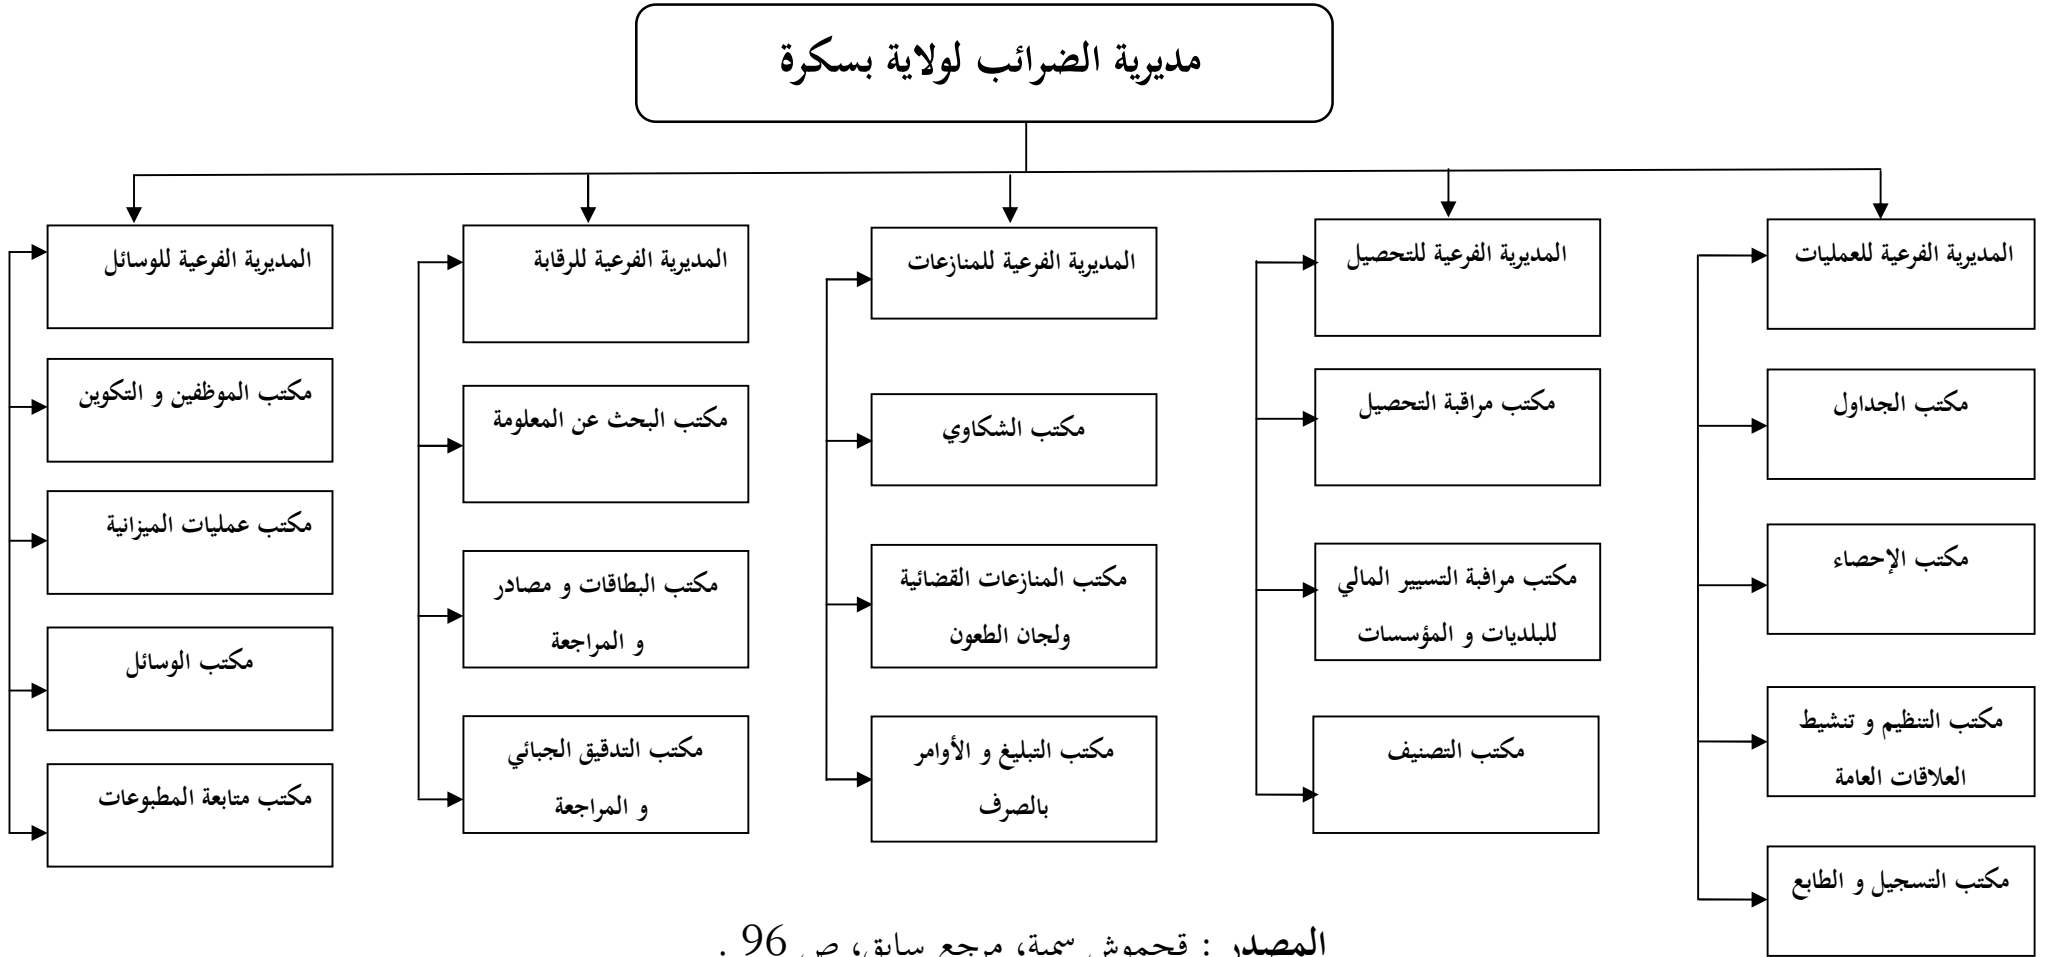 مديرية الضرائب لولاية بسكرة
المديرية الفرعية للعمليات
مكتب الجداول
مكتب الإحصاء
مكتب التنظيم و تنشيط
العلاقات العامة
مكتب التسجيل و الطابع
المديرية الفرعية للتحصيل
مكتب مراقبة التحصيل
مكتب مرافبة التسيير المالي
للبلديات و المؤسسات
مكتب التصنيف
المديرية الفرعية للمنازعات
مكتب الشكاوي
مكتب المنازعات القضائية
ولجان الطعون
مكتب التبليغ و الأوامر
بالصرف
المديرية الفرعية للرقابة
مكتب البحث عن المعلومة
مكتب البطاقات و مصادر
و المراجعة
مكتب التدقيق الجبائي
و المراجعة
المديرية الفرعية للوسائل
مكتب الموظفين و التكوين
مكتب عمليات الميزانية
مكتب الوسائل
مكتب متابعة المطبوعات
المصدر : قحموش سمية، مرجع سابق، ص 96 .